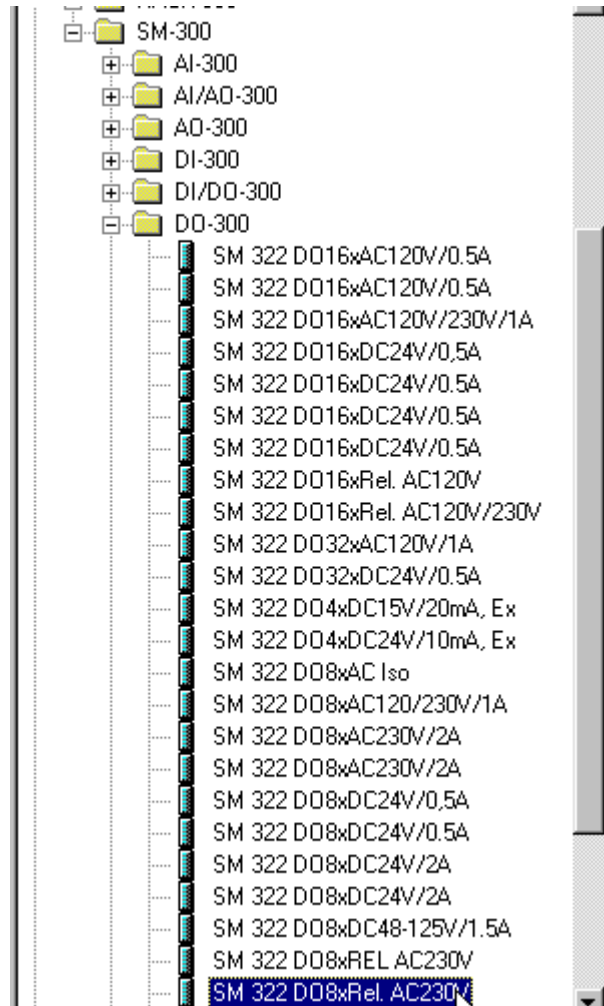 SM-300
AI-300
AI/AO-300
AO-300
DI-300
DI/DO-300
DO-300
SM 322 DO16xAC120V/0.5A
SM 322 DO16xAC120V/0.5A
SM 322 DO16xAC120V/230V/1A
SM 322 DO16xDC24V/0,5A
SM 322 DO16xDC24V/0.5A
SM 322 DO16xDC24V/0.5A
SM 322 DO16xDC24V/0.5A
SM 322 DO16xRel. AC120V
SM 322 DO16xRel. AC120V/230V
SM 322 DO32xAC120V/1A
SM 322 DO32xDC24V/0.5A
SM 322 DO4xDC15V/20mA, Ex
SM 322 DO4xDC24V/10mA, Ex
SM 322 DO8xAC Iso
SM 322 DO8xAC120/230V/1A
SM 322 DO8xAC230V/2A
SM 322 DO8xAC230V/2A
SM 322 DO8xDC24V/0,5A
SM 322 DO8xDC24V/0.5A
SM 322 DO8xDC24V/2A
SM 322 DO8xDC24V/2A
SM 322 DO8xDC48-125V/1.5A
SM 322 DO8xREL AC230V
SM 322 DO8xRel. AC230V